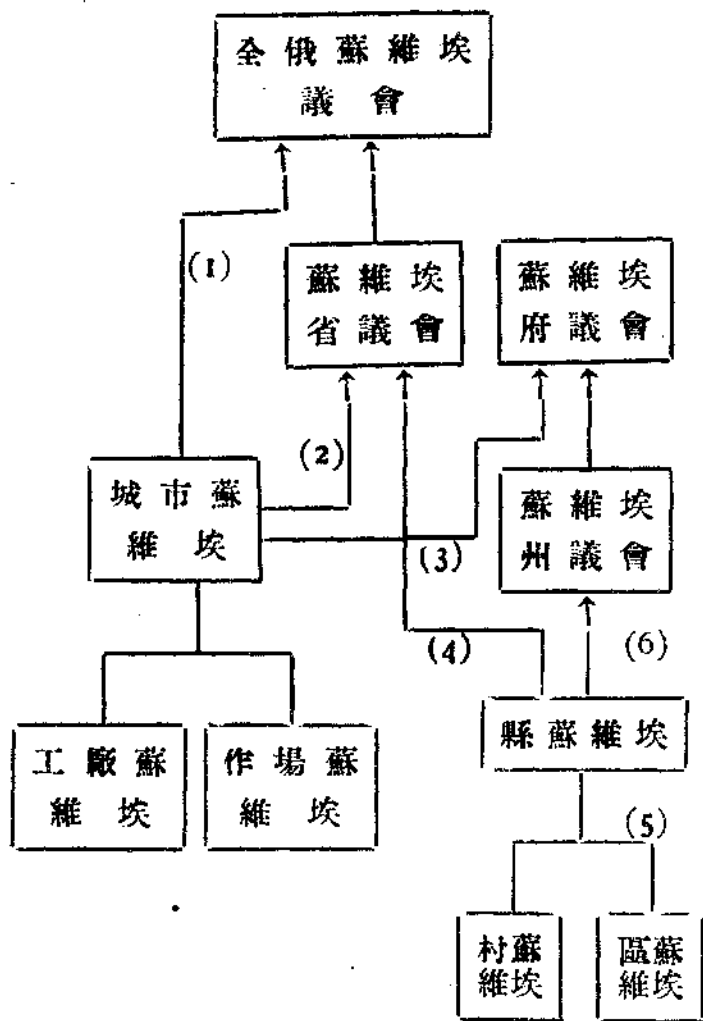 全俄蘇維埃
議會
(1)
蘇維埃
省議會
蘇維埃
府議會
(2)
城市蘇
維埃
(3)
蘇維埃
州議會
(4)
(6)
縣蘇維埃
工廠蘇
維埃
作場蘇
維埃
(5)
村蘇
維埃
區蘇
維埃